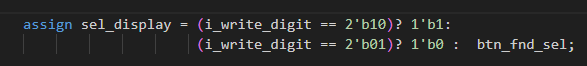 assign sel_display = (i_write_digit == 2'b10)? 1'b1:
(i_write_digit == 2'b01)? 1'b0 :  btn_fnd_sel;